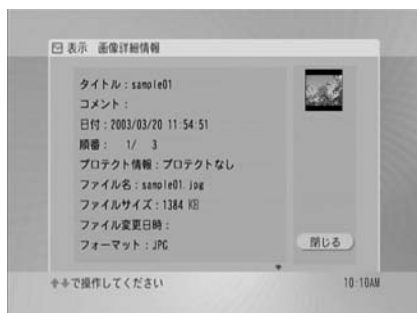 表示 画像詳細情報
タイトル：sample01
コメント：
日付：2003/03/20 11:54:51
順番： 1/ 3
プロテクト情報：プロテクトなし
ファイル名：sample01.jpg
ファイルサイズ：1384 KB
ファイル変更日時：
フォーマット：JPG
閉じる
で操作してください
10:10AM